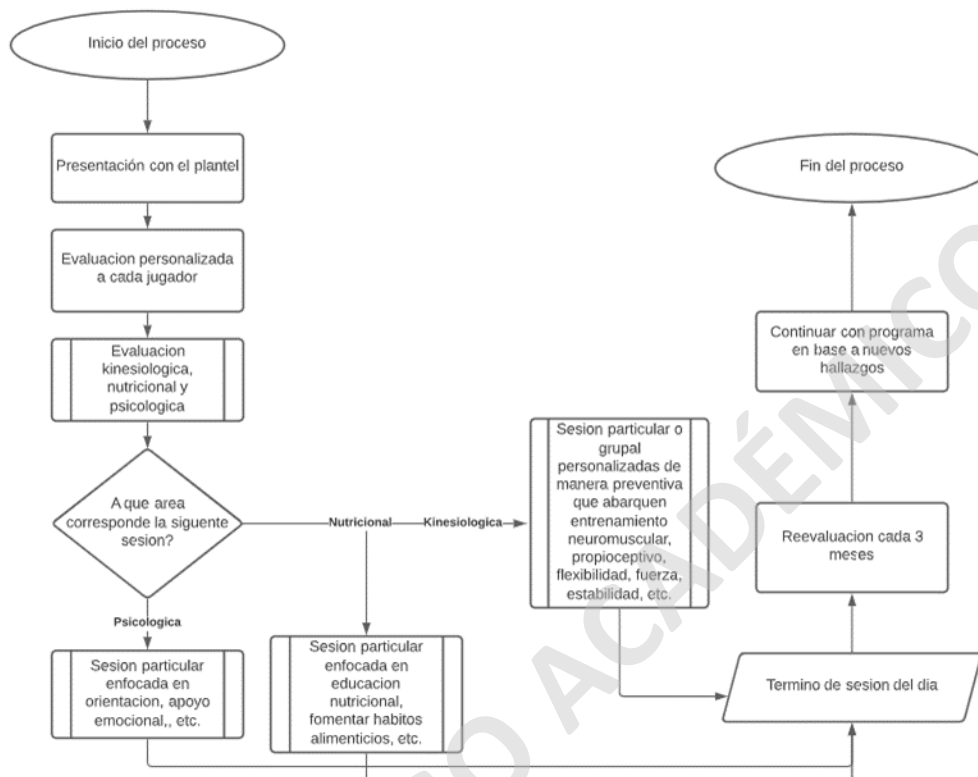 Inicio del proceso
Presentación con el plantel
Evaluacion personalizada
a cada jugador
Evaluacion
kinesiologica,
nutricional y
psicologica
A que area
corresponde la siguente
sesion?
Nutricional
Kinesiologica
Psicologica
Sesion particular
enfocada en
orientacion, apoyo
emocional,, etc.
Sesion particular
enfocada en
educacion
nutricional,
fomentar habitos
alimenticios, etc.
Sesion particular o
grupal
personalizadas de
manera preventiva
que abarquen
entrenamiento
neuromuscular,
propioceptivo,
flexibilidad, fuerza,
estabilidad, etc.
Termino de sesion del dia
Reevaluacion cada 3
meses
Continuar con programa
en base a nuevos
hallazgos
Fin del proceso
ACADÉMICO